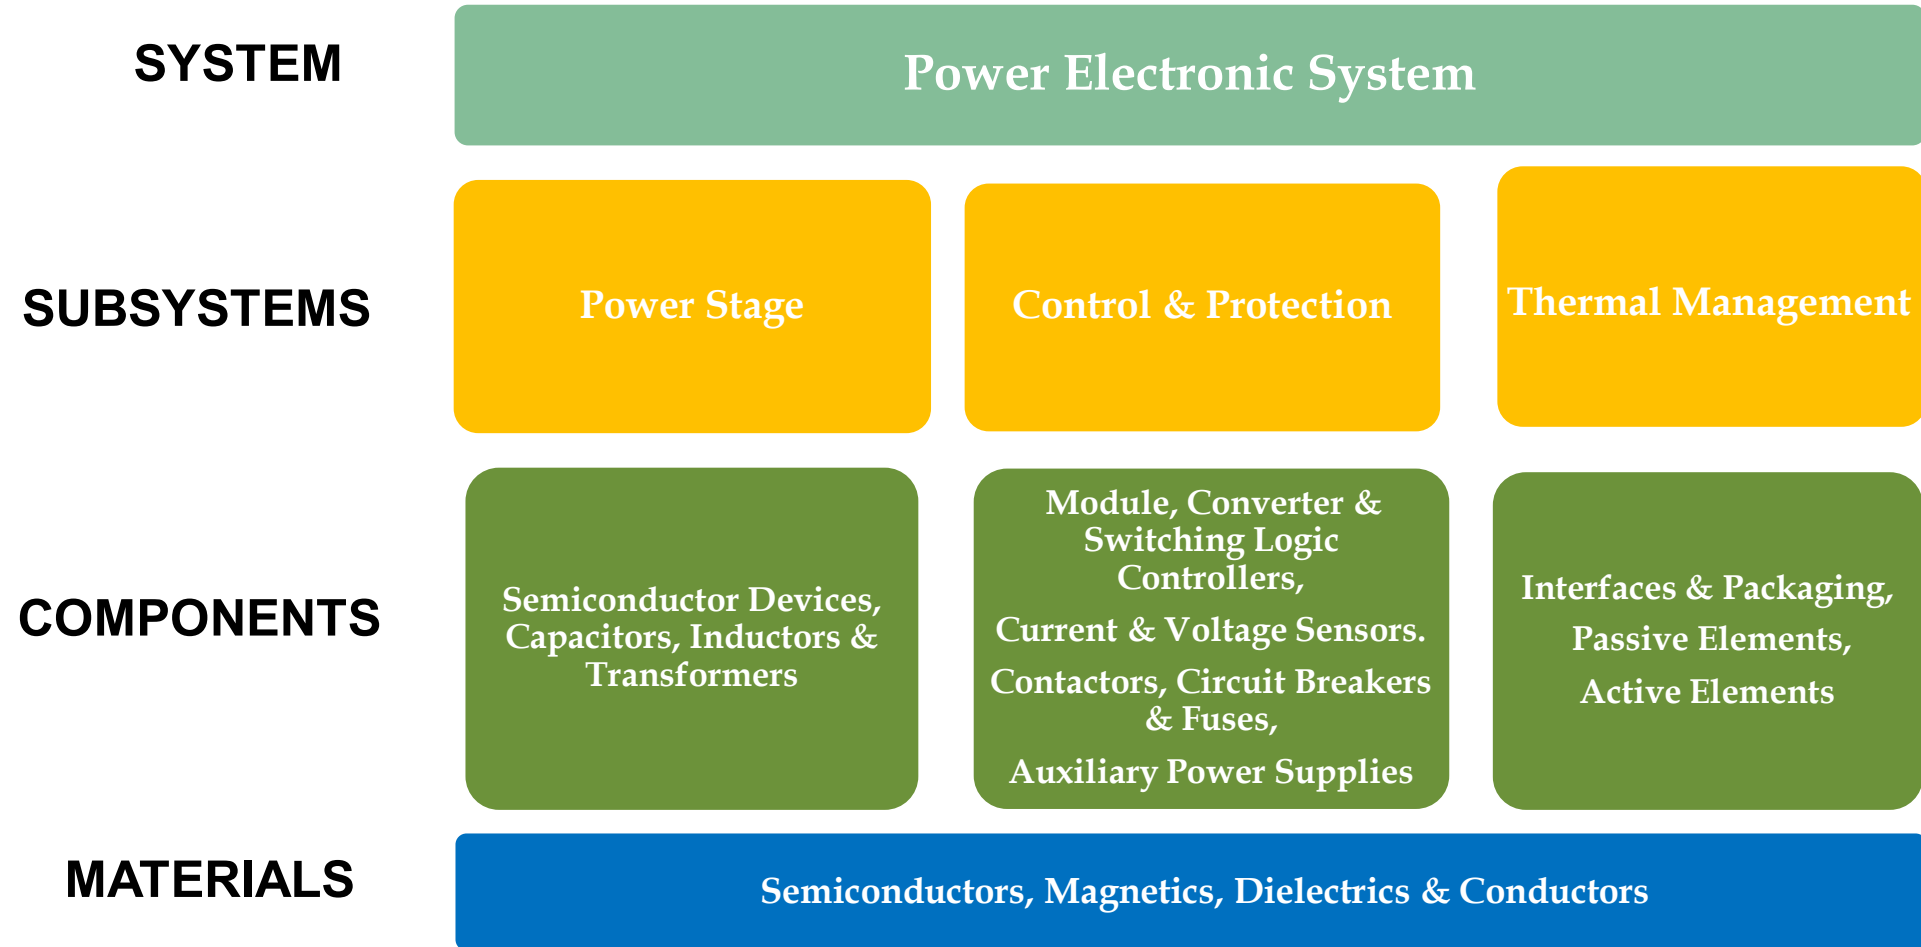 SYSTEM
Power Electronic System
SUBSYSTEMS
Power Stage
Control & Protection
Thermal Management
COMPONENTS
Semiconductor Devices,
Capacitors, Inductors &
Transformers
Module, Converter &
Switching Logic
Controllers,
Current & Voltage Sensors.
Contactors, Circuit Breakers
& Fuses,
Auxiliary Power Supplies
Interfaces & Packaging,
Passive Elements,
Active Elements
MATERIALS
Semiconductors, Magnetics, Dielectrics & Conductors